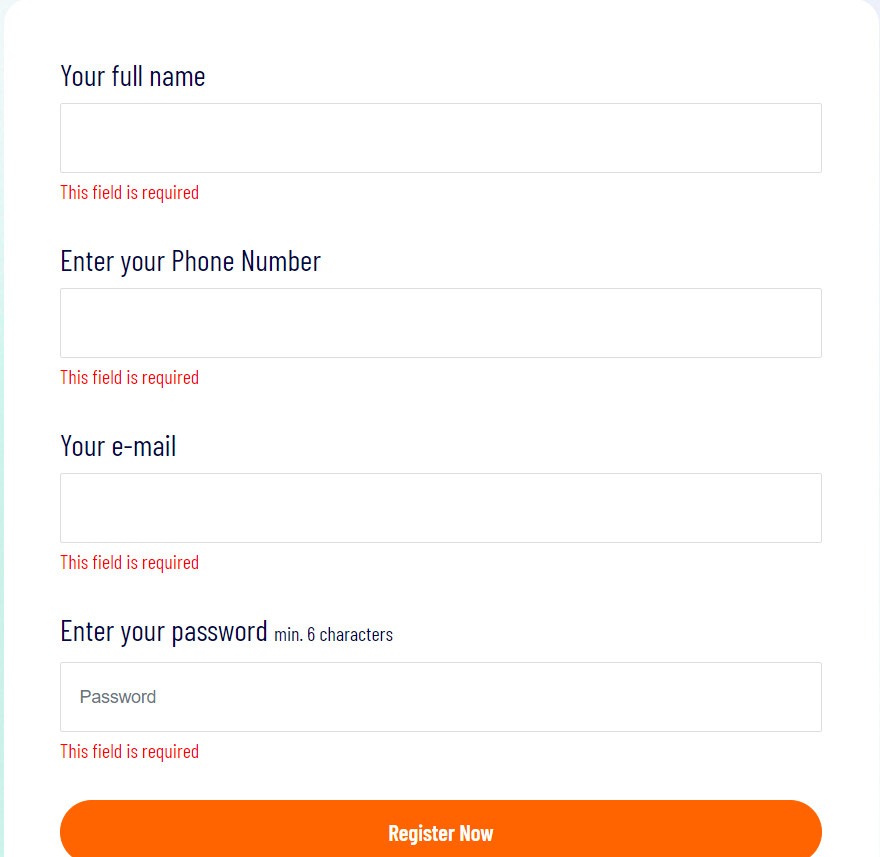 Your full name
This field is required
Enter your Phone Number
This field is required
Your e-mail
This field is required
Enter your password min. 6 characters
Password
This field is required
Register Now